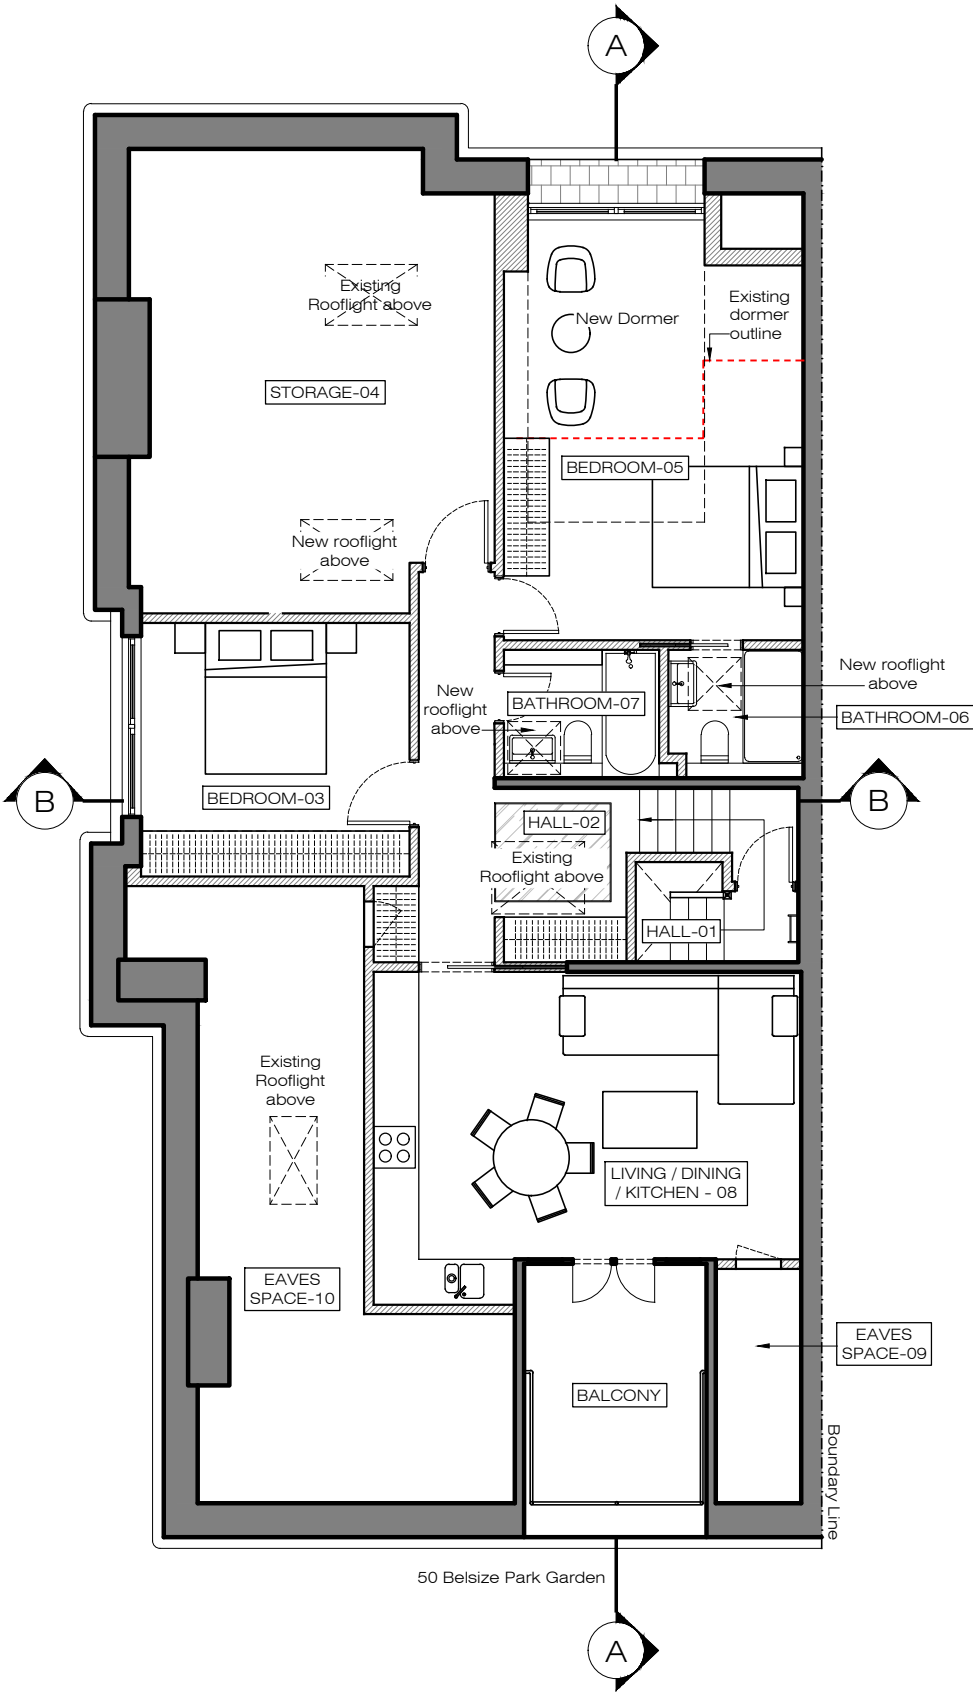 A
Existing
Rooflight above
New Dormer
Existing
dormer
outline
STORAGE-04
BEDROOM-05
New rooflight
above
New rooflight
above
New
rooflight
above
BATHROOM-07
BATHROOM-06
B
BEDROOM-03
B
HALL-02
Existing
Rooflight above
HALL-01
Existing
Rooflight
above
LIVING / DINING
/ KITCHEN - 08
EAVES
SPACE-10
EAVES
SPACE-09
BALCONY
Boundary Line
50 Belsize Park Garden
A